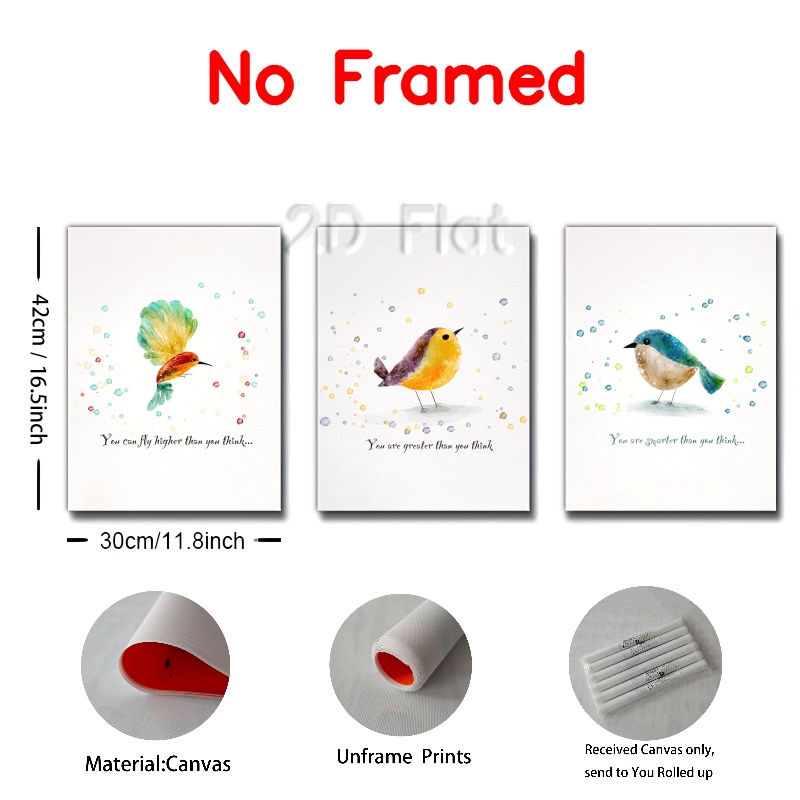 No Framed
2.D Flat.
42cm / 16.5inch
You can fly higher than you think...
You are greater than you think
You are smarter than you think...
30cm/11.8inch
Material:Canvas
Unframe Prints
Received Canvas only,
send to You Rolled up